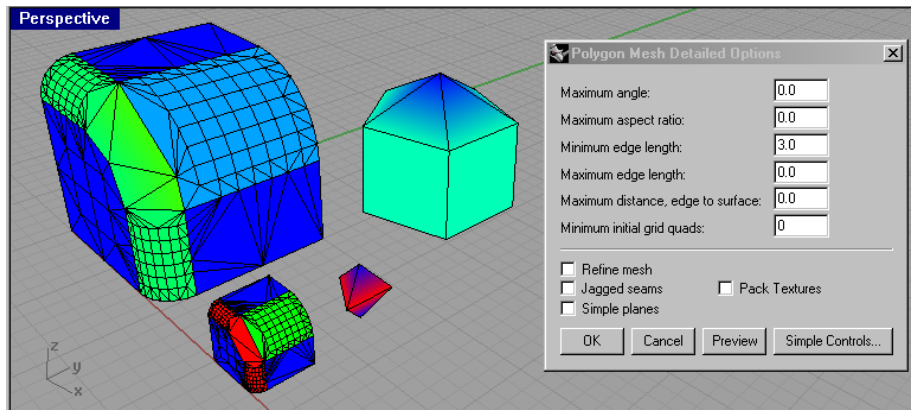 Perspective
Polygon Mesh Detailed Options
Maximum angle: 0.0
Maximum aspect ratio: 0.0
Minimum edge length: 3.0
Maximum edge length: 0.0
Maximum distance, edge to surface: 0.0
Minimum initial grid quads: 0
Refine mesh
Jagged seams Pack Textures
Simple planes
OK Cancel Preview Simple Controls...
z
y
x